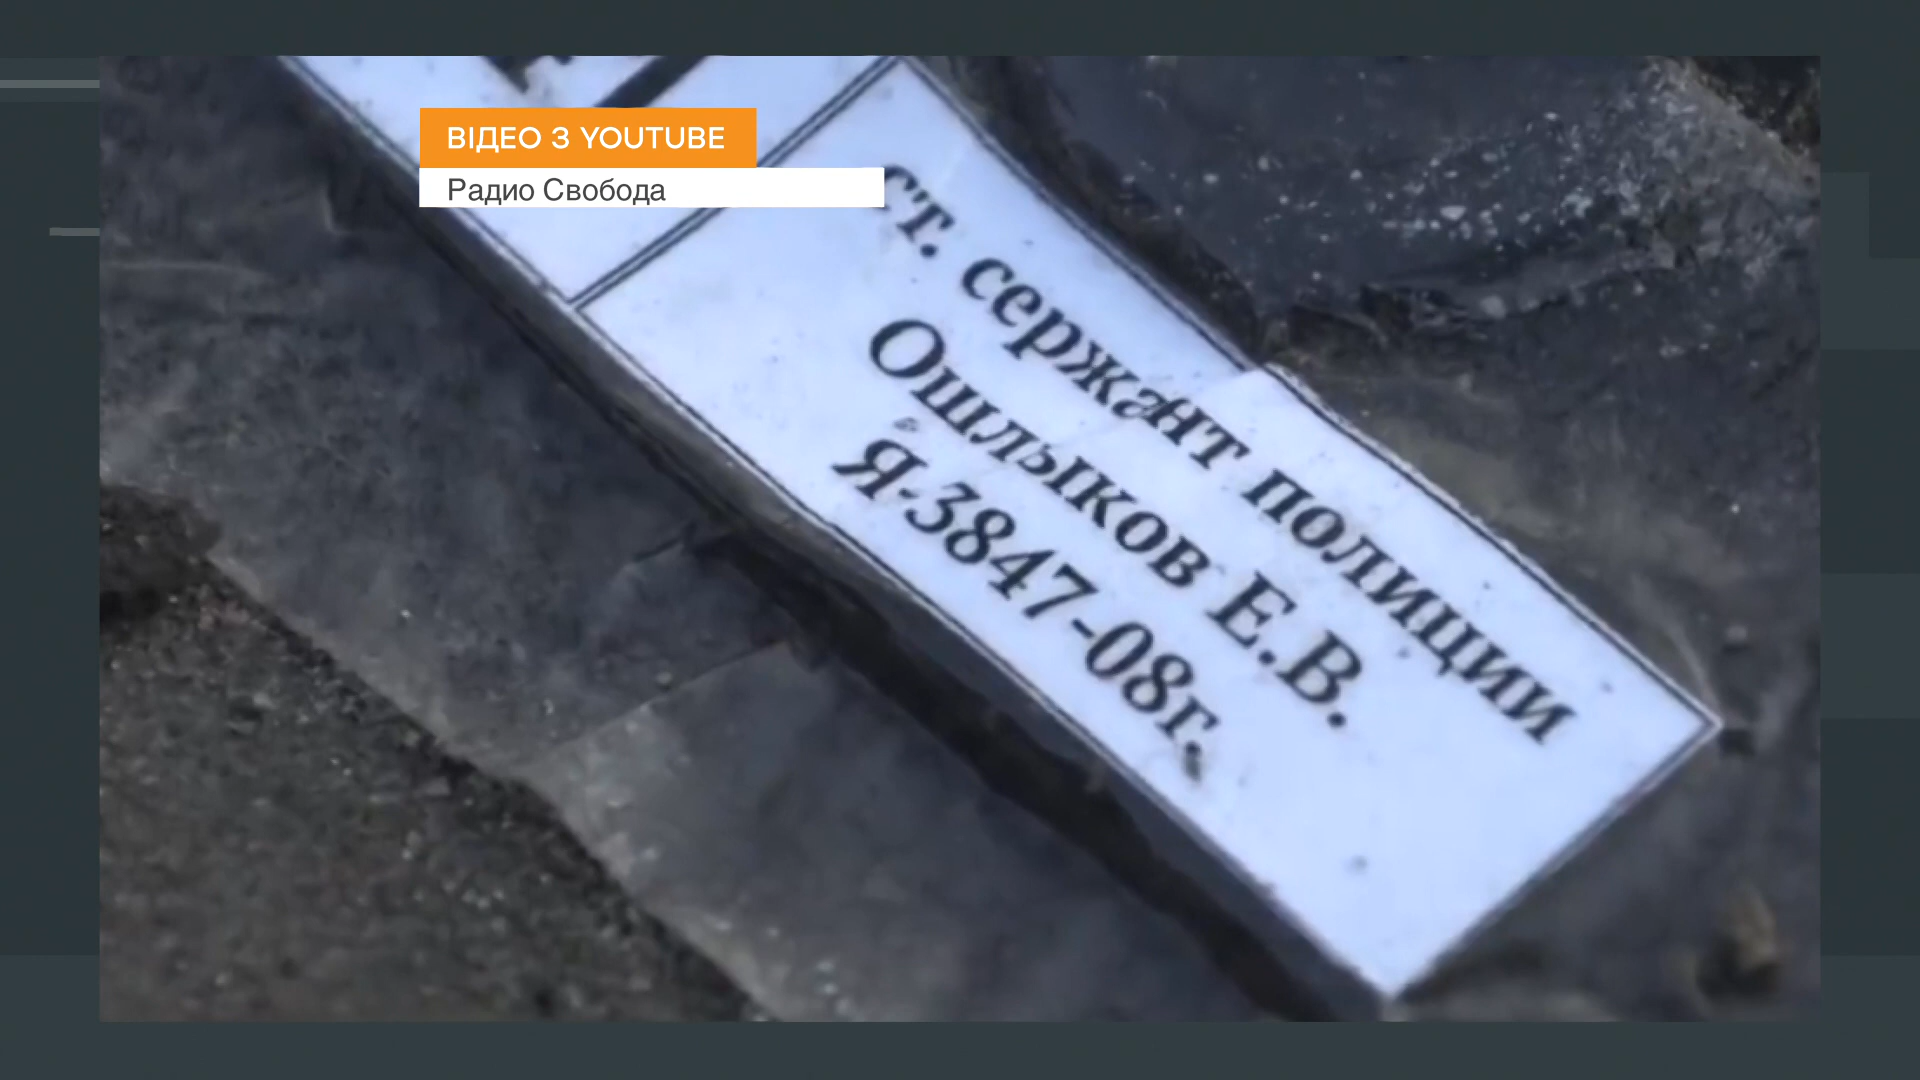 ВІДЕО З YOUTUBE
Радио Свобода
Ст. сержант полиции
Ошлыков Е.В.
Я-3847-08г.